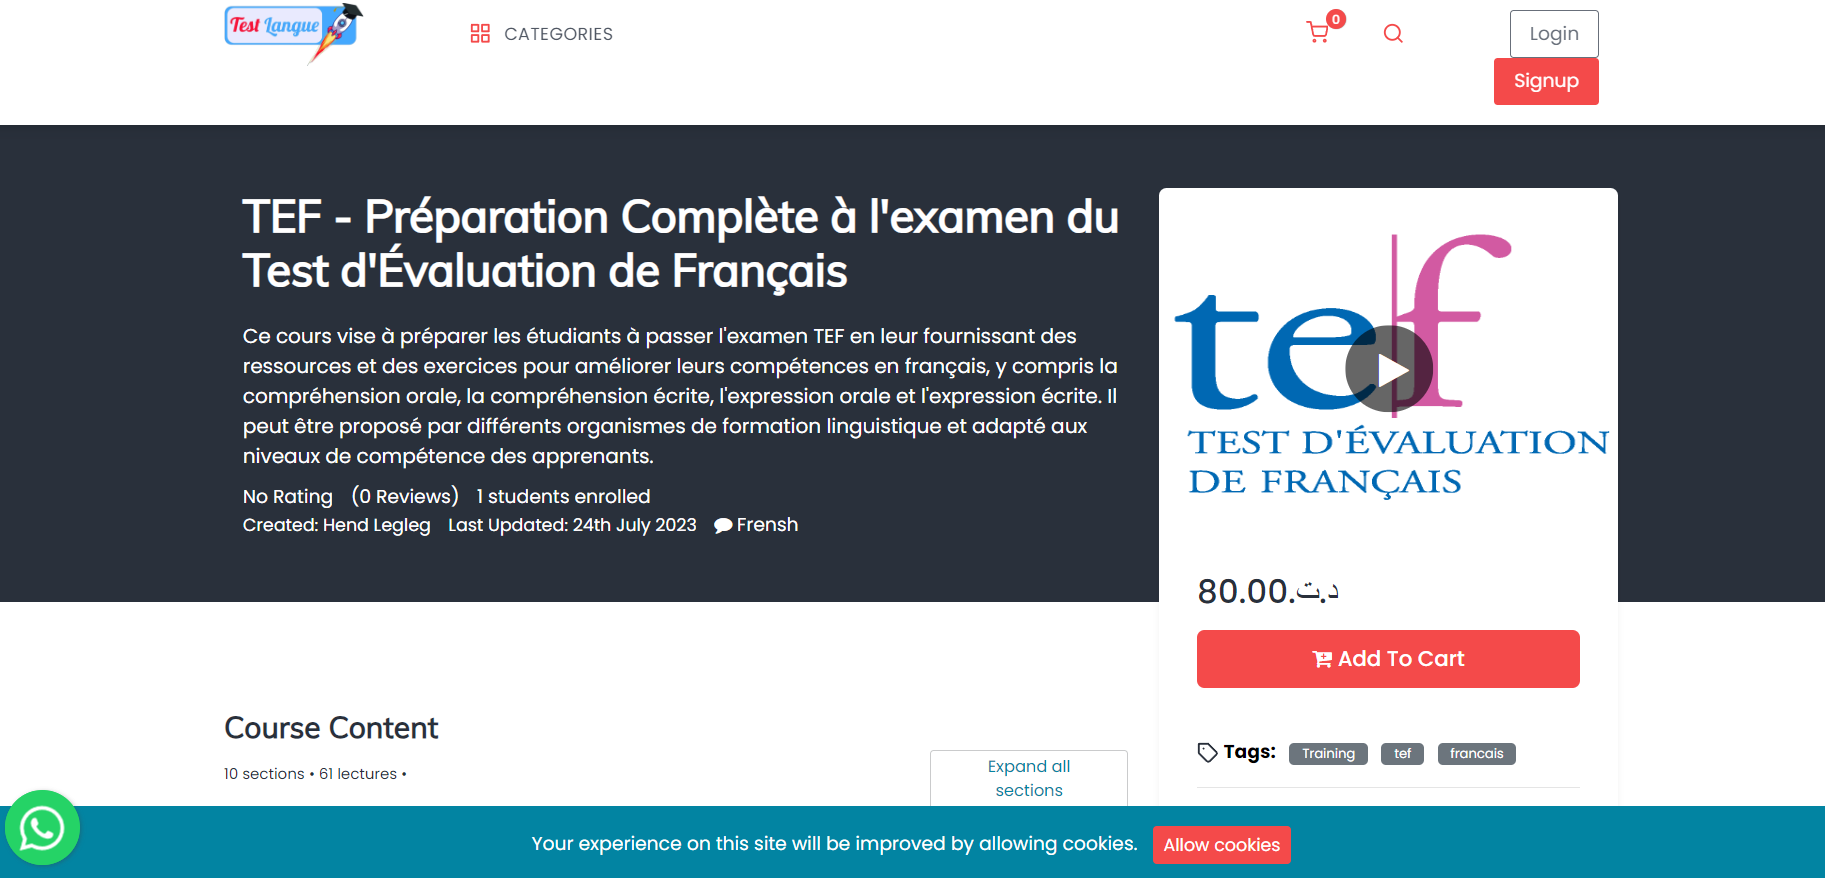 Test Langue
CATEGORIES
0
Login
Signup
TEF - Préparation Complète à l'examen du
Test d'Évaluation de Français
Ce cours vise à préparer les étudiants à passer l'examen TEF en leur fournissant des
ressources et des exercices pour améliorer leurs compétences en français, y compris la
compréhension orale, la compréhension écrite, l'expression orale et l'expression écrite. Il
peut être proposé par différents organismes de formation linguistique et adapté aux
niveaux de compétence des apprenants.
No Rating (0 Reviews) 1 students enrolled
Created: Hend Legleg Last Updated: 24th July 2023 Frensh
tef
TEST D'ÉVALUATION
DE FRANÇAIS
80.00.د.ت
Add To Cart
Tags: Training tef francais
Course Content
10 sections • 61 lectures •
Expand all
sections
Your experience on this site will be improved by allowing cookies. Allow cookies